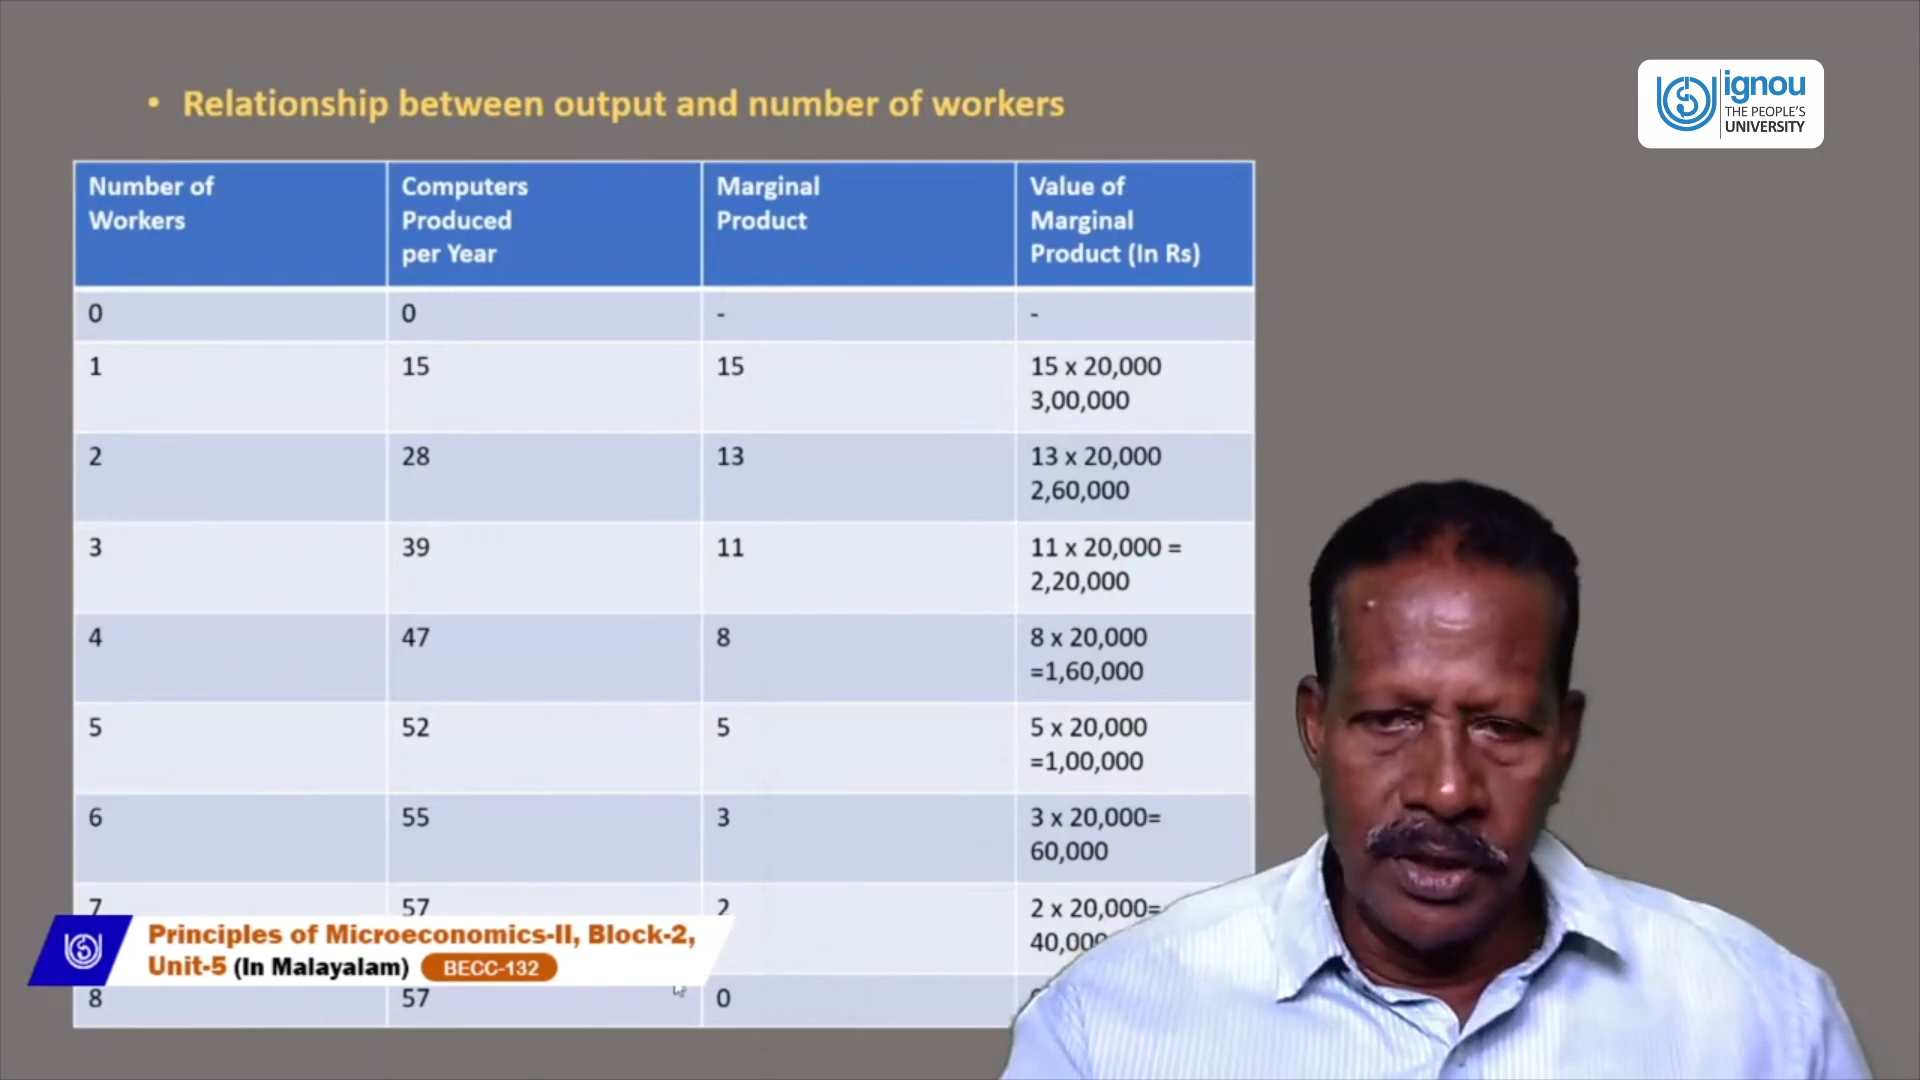 • Relationship between output and number of workers
ignou
THE PEOPLE'S
UNIVERSITY
Number of
Workers
Computers
Produced
per Year
Marginal
Product
Value of
Marginal
Product (In Rs)
0
0
-
-
1
15
15
15 x 20,000
3,00,000
2
28
13
13 x 20,000
2,60,000
3
39
11
11 x 20,000 =
2,20,000
4
47
8
8 x 20,000
=1,60,000
5
52
5
5 x 20,000
=1,00,000
6
55
3
3 x 20,000=
60,000
7
57
2
2 x 20,000=
40,000
8
57
0
Principles of Microeconomics-II, Block-2,
Unit-5 (In Malayalam) BECC-132